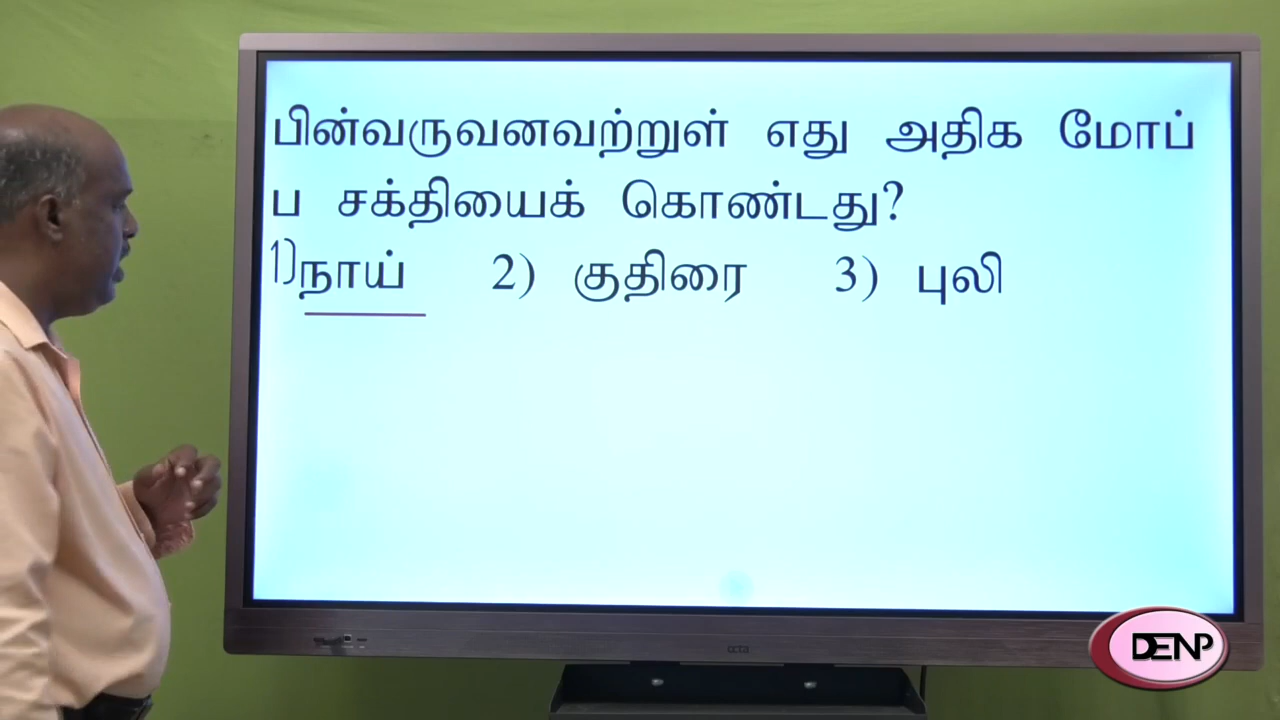 பின்வருவனவற்றுள் எது அதிக மோப்
ப சக்தியைக் கொண்டது?
1)நாய் 2) குதிரை 3) புலி
DENP